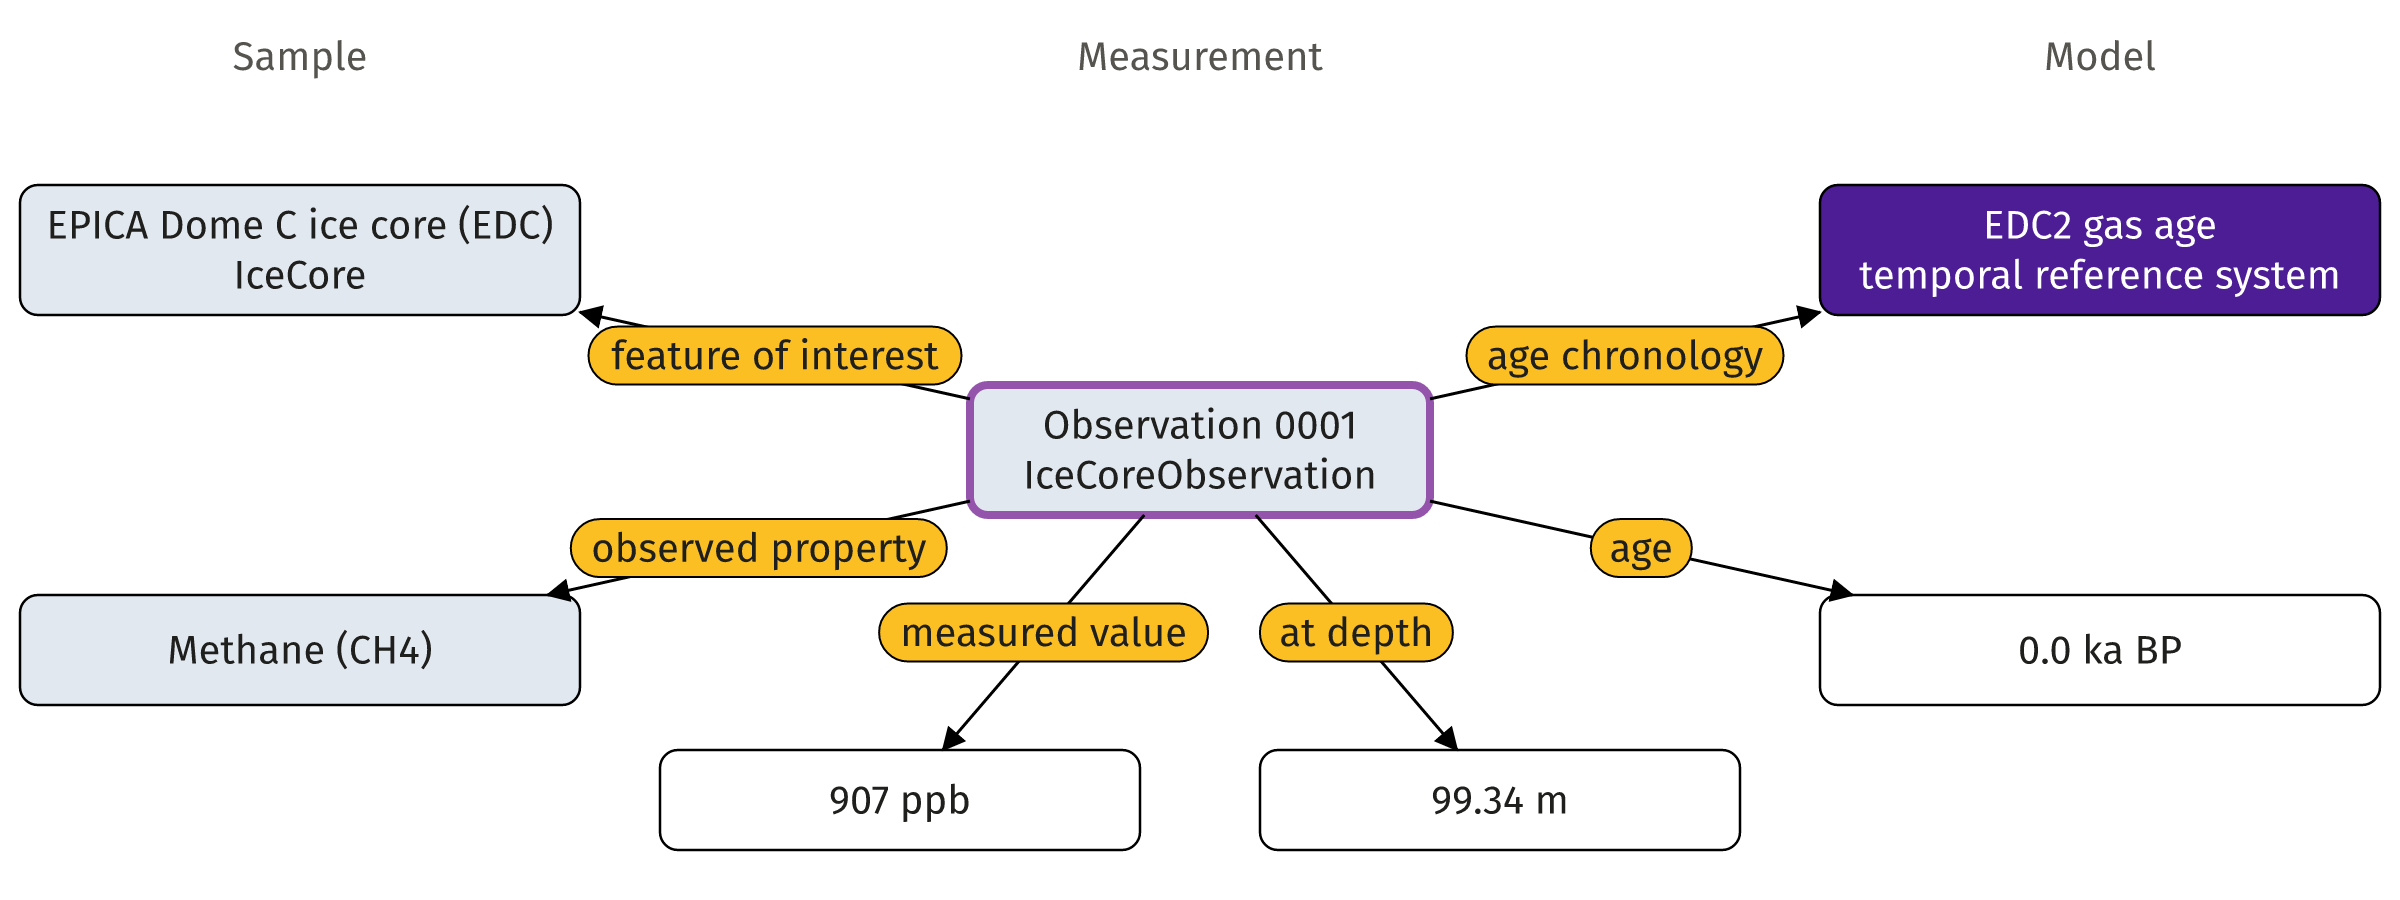 Sample
Measurement
Model
EPICA Dome C ice core (EDC)
IceCore
EDC2 gas age
temporal reference system
feature of interest
age chronology
Observation 0001
IceCoreObservation
observed property
age
Methane (CH4)
measured value
at depth
0.0 ka BP
907 ppb
99.34 m